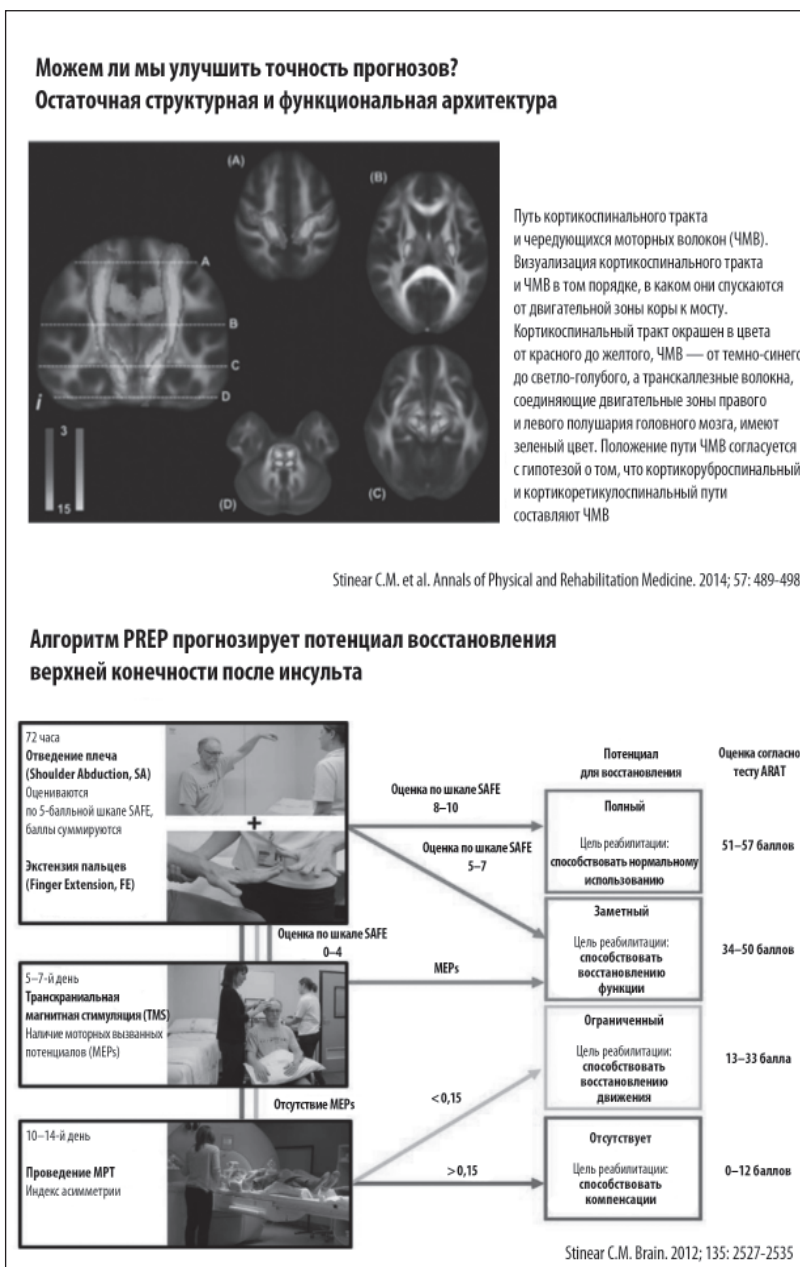 Можем ли мы улучшить точность прогнозов?
Остаточная структурная и функциональная архитектура
(A)
(B)
A
B
C
D
i
3
15
(D)
(C)
Путь кортикоспинального тракта
и чередующихся моторных волокон (ЧМВ).
Визуализация кортикоспинального тракта
и ЧМВ в том порядке, в каком они спускаются
от двигательной зоны коры к мосту.
Кортикоспинальный тракт окрашен в цвета
от красного до желтого, ЧМВ — от темно-синего
до светло-голубого, а транскаллезные волокна,
соединяющие двигательные зоны правого
и левого полушария головного мозга, имеют
зеленый цвет. Положение пути ЧМВ согласуется
с гипотезой о том, что кортикоруброспинальный
и кортикоретикулоспинальный пути
составляют ЧМВ
Stinear C.M. et al. Annals of Physical and Rehabilitation Medicine. 2014; 57: 489-498
Алгоритм PREP прогнозирует потенциал восстановления
верхней конечности после инсульта
72 часа
Отведение плеча
(Shoulder Abduction, SA)
Оцениваются
по 5-балльной шкале SAFE,
баллы суммируются
+
Экстензия пальцев
(Finger Extension, FE)
Оценка по шкале SAFE
8–10
Оценка по шкале SAFE
5–7
Оценка по шкале SAFE
0–4
5–7-й день
Транскраниальная
магнитная стимуляция (TMS)
Наличие моторных вызванных
потенциалов (MEPs)
MEPs
Отсутствие MEPs
10–14-й день
Проведение МРТ
Индекс асимметрии
< 0,15
> 0,15
Потенциал
для восстановления
Оценка согласно
тесту ARAT
Полный
Цель реабилитации:
способствовать нормальному
использованию
51–57 баллов
Заметный
Цель реабилитации:
способствовать
восстановлению
функции
34–50 баллов
Ограниченный
Цель реабилитации:
способствовать
восстановлению
движения
13–33 балла
Отсутствует
Цель реабилитации:
способствовать
компенсации
0–12 баллов
Stinear C.M. Brain. 2012; 135: 2527-2535